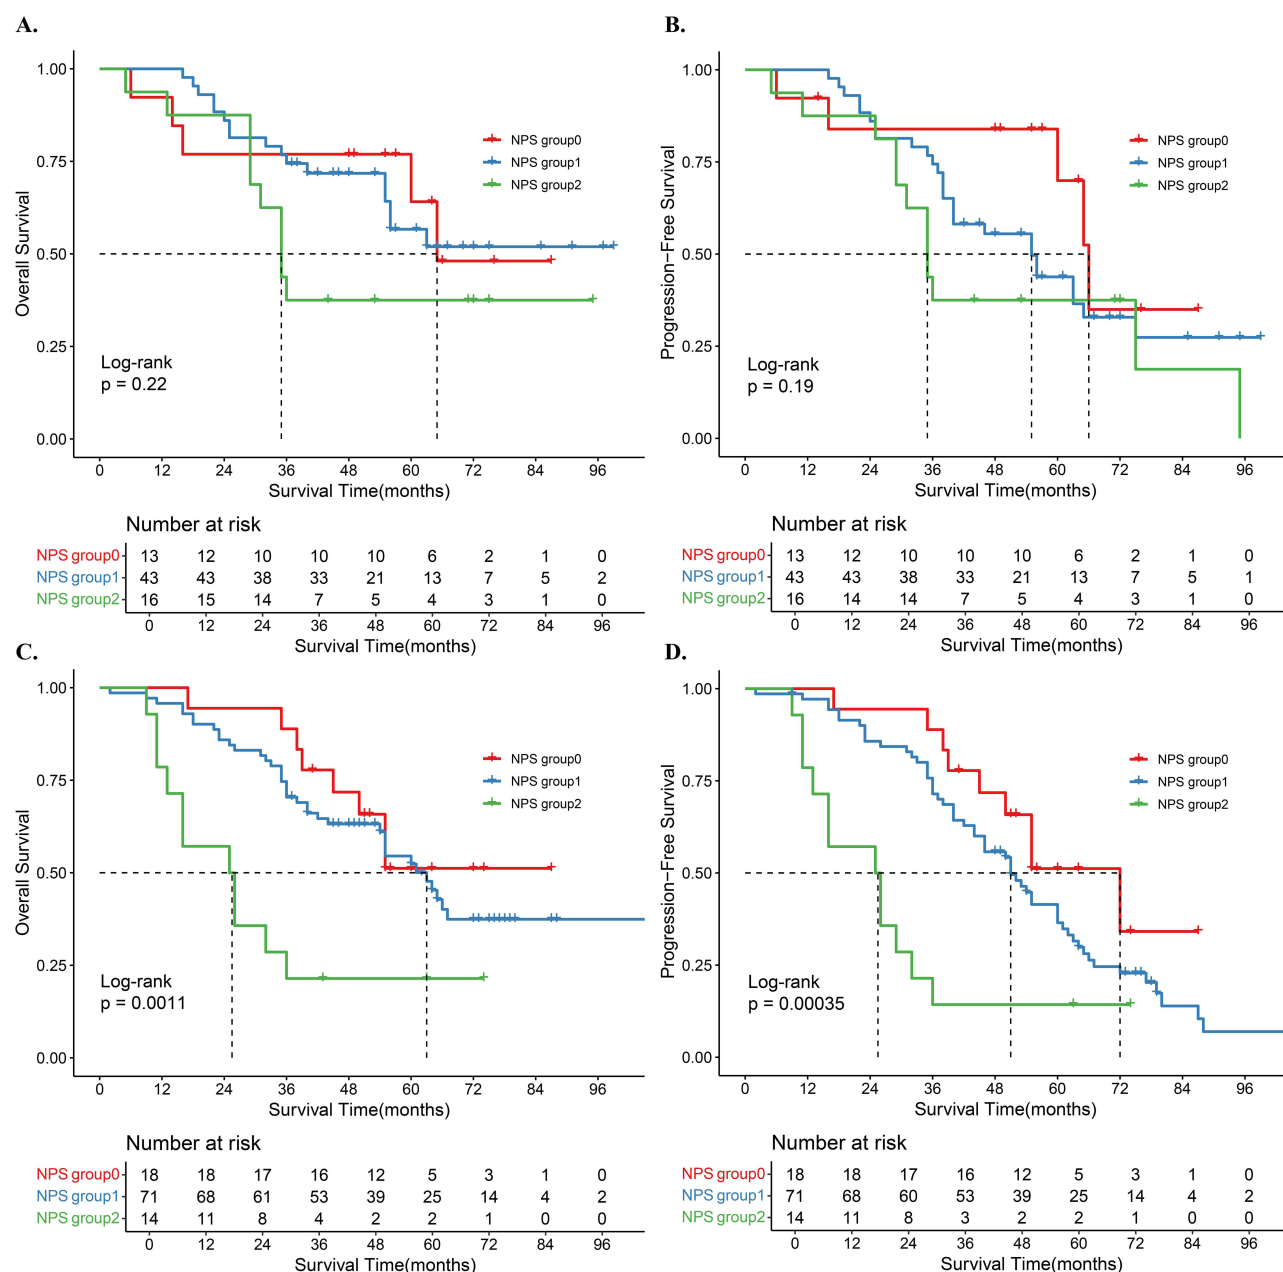 A.
1.00
0.75
0.50
0.25
0.00
Overall Survival
NPS group0
NPS group1
NPS group2
Log-rank
p = 0.22
0 12 24 36 48 60 72 84 96
Survival Time(months)
Number at risk
NPS group0 13 12 10 10 10 6 2 1 0
NPS group1 43 43 38 33 21 13 7 5 2
NPS group2 16 15 14 7 5 4 3 1 0
0 12 24 36 48 60 72 84 96
Survival Time(months)
B.
1.00
0.75
0.50
0.25
0.00
Progression-Free Survival
NPS group0
NPS group1
NPS group2
Log-rank
p = 0.19
0 12 24 36 48 60 72 84 96
Survival Time(months)
Number at risk
NPS group0 13 12 10 10 10 6 2 1 0
NPS group1 43 43 38 33 21 13 7 5 1
NPS group2 16 14 14 7 5 4 3 1 0
0 12 24 36 48 60 72 84 96
Survival Time(months)
C.
1.00
0.75
0.50
0.25
0.00
Overall Survival
NPS group0
NPS group1
NPS group2
Log-rank
p = 0.0011
0 12 24 36 48 60 72 84 96
Survival Time(months)
Number at risk
NPS group0 18 18 17 16 12 5 3 1 0
NPS group1 71 68 61 53 39 25 14 4 2
NPS group2 14 11 8 4 2 2 1 0 0
0 12 24 36 48 60 72 84 96
Survival Time(months)
D.
1.00
0.75
0.50
0.25
0.00
Progression-Free Survival
NPS group0
NPS group1
NPS group2
Log-rank
p = 0.00035
0 12 24 36 48 60 72 84 96
Survival Time(months)
Number at risk
NPS group0 18 18 17 16 12 5 3 1 0
NPS group1 71 68 60 53 39 25 14 4 2
NPS group2 14 11 8 3 2 2 1 0 0
0 12 24 36 48 60 72 84 96
Survival Time(months)